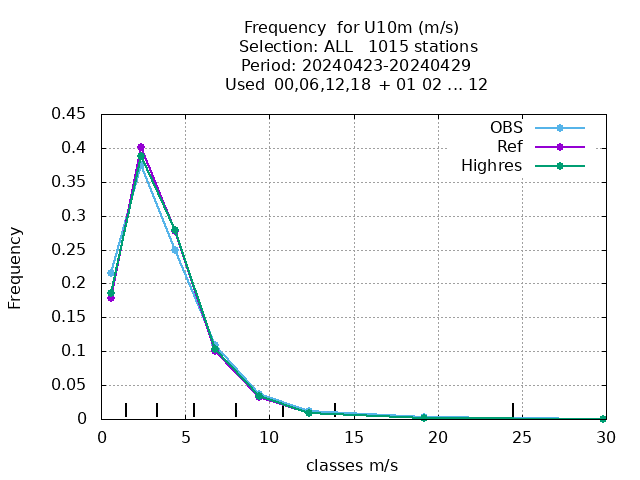 Frequency  for U10m (m/s)
Selection: ALL   1015 stations
Period: 20240423-20240429
Used  00,06,12,18 + 01 02 ... 12
OBS
Ref
Highres
Frequency
0.45
0.4
0.35
0.3
0.25
0.2
0.15
0.1
0.05
0
0 5 10 15 20 25 30
classes m/s